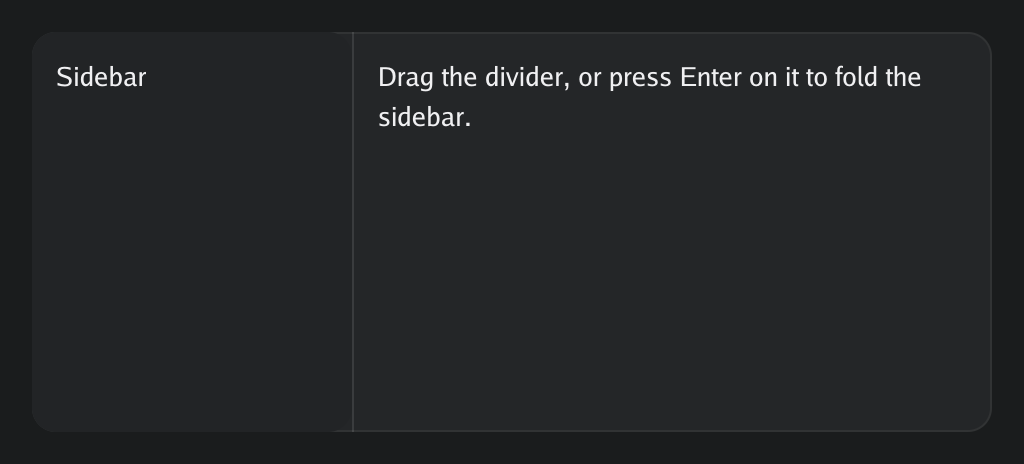 Sidebar
Drag the divider, or press Enter on it to fold the
sidebar.